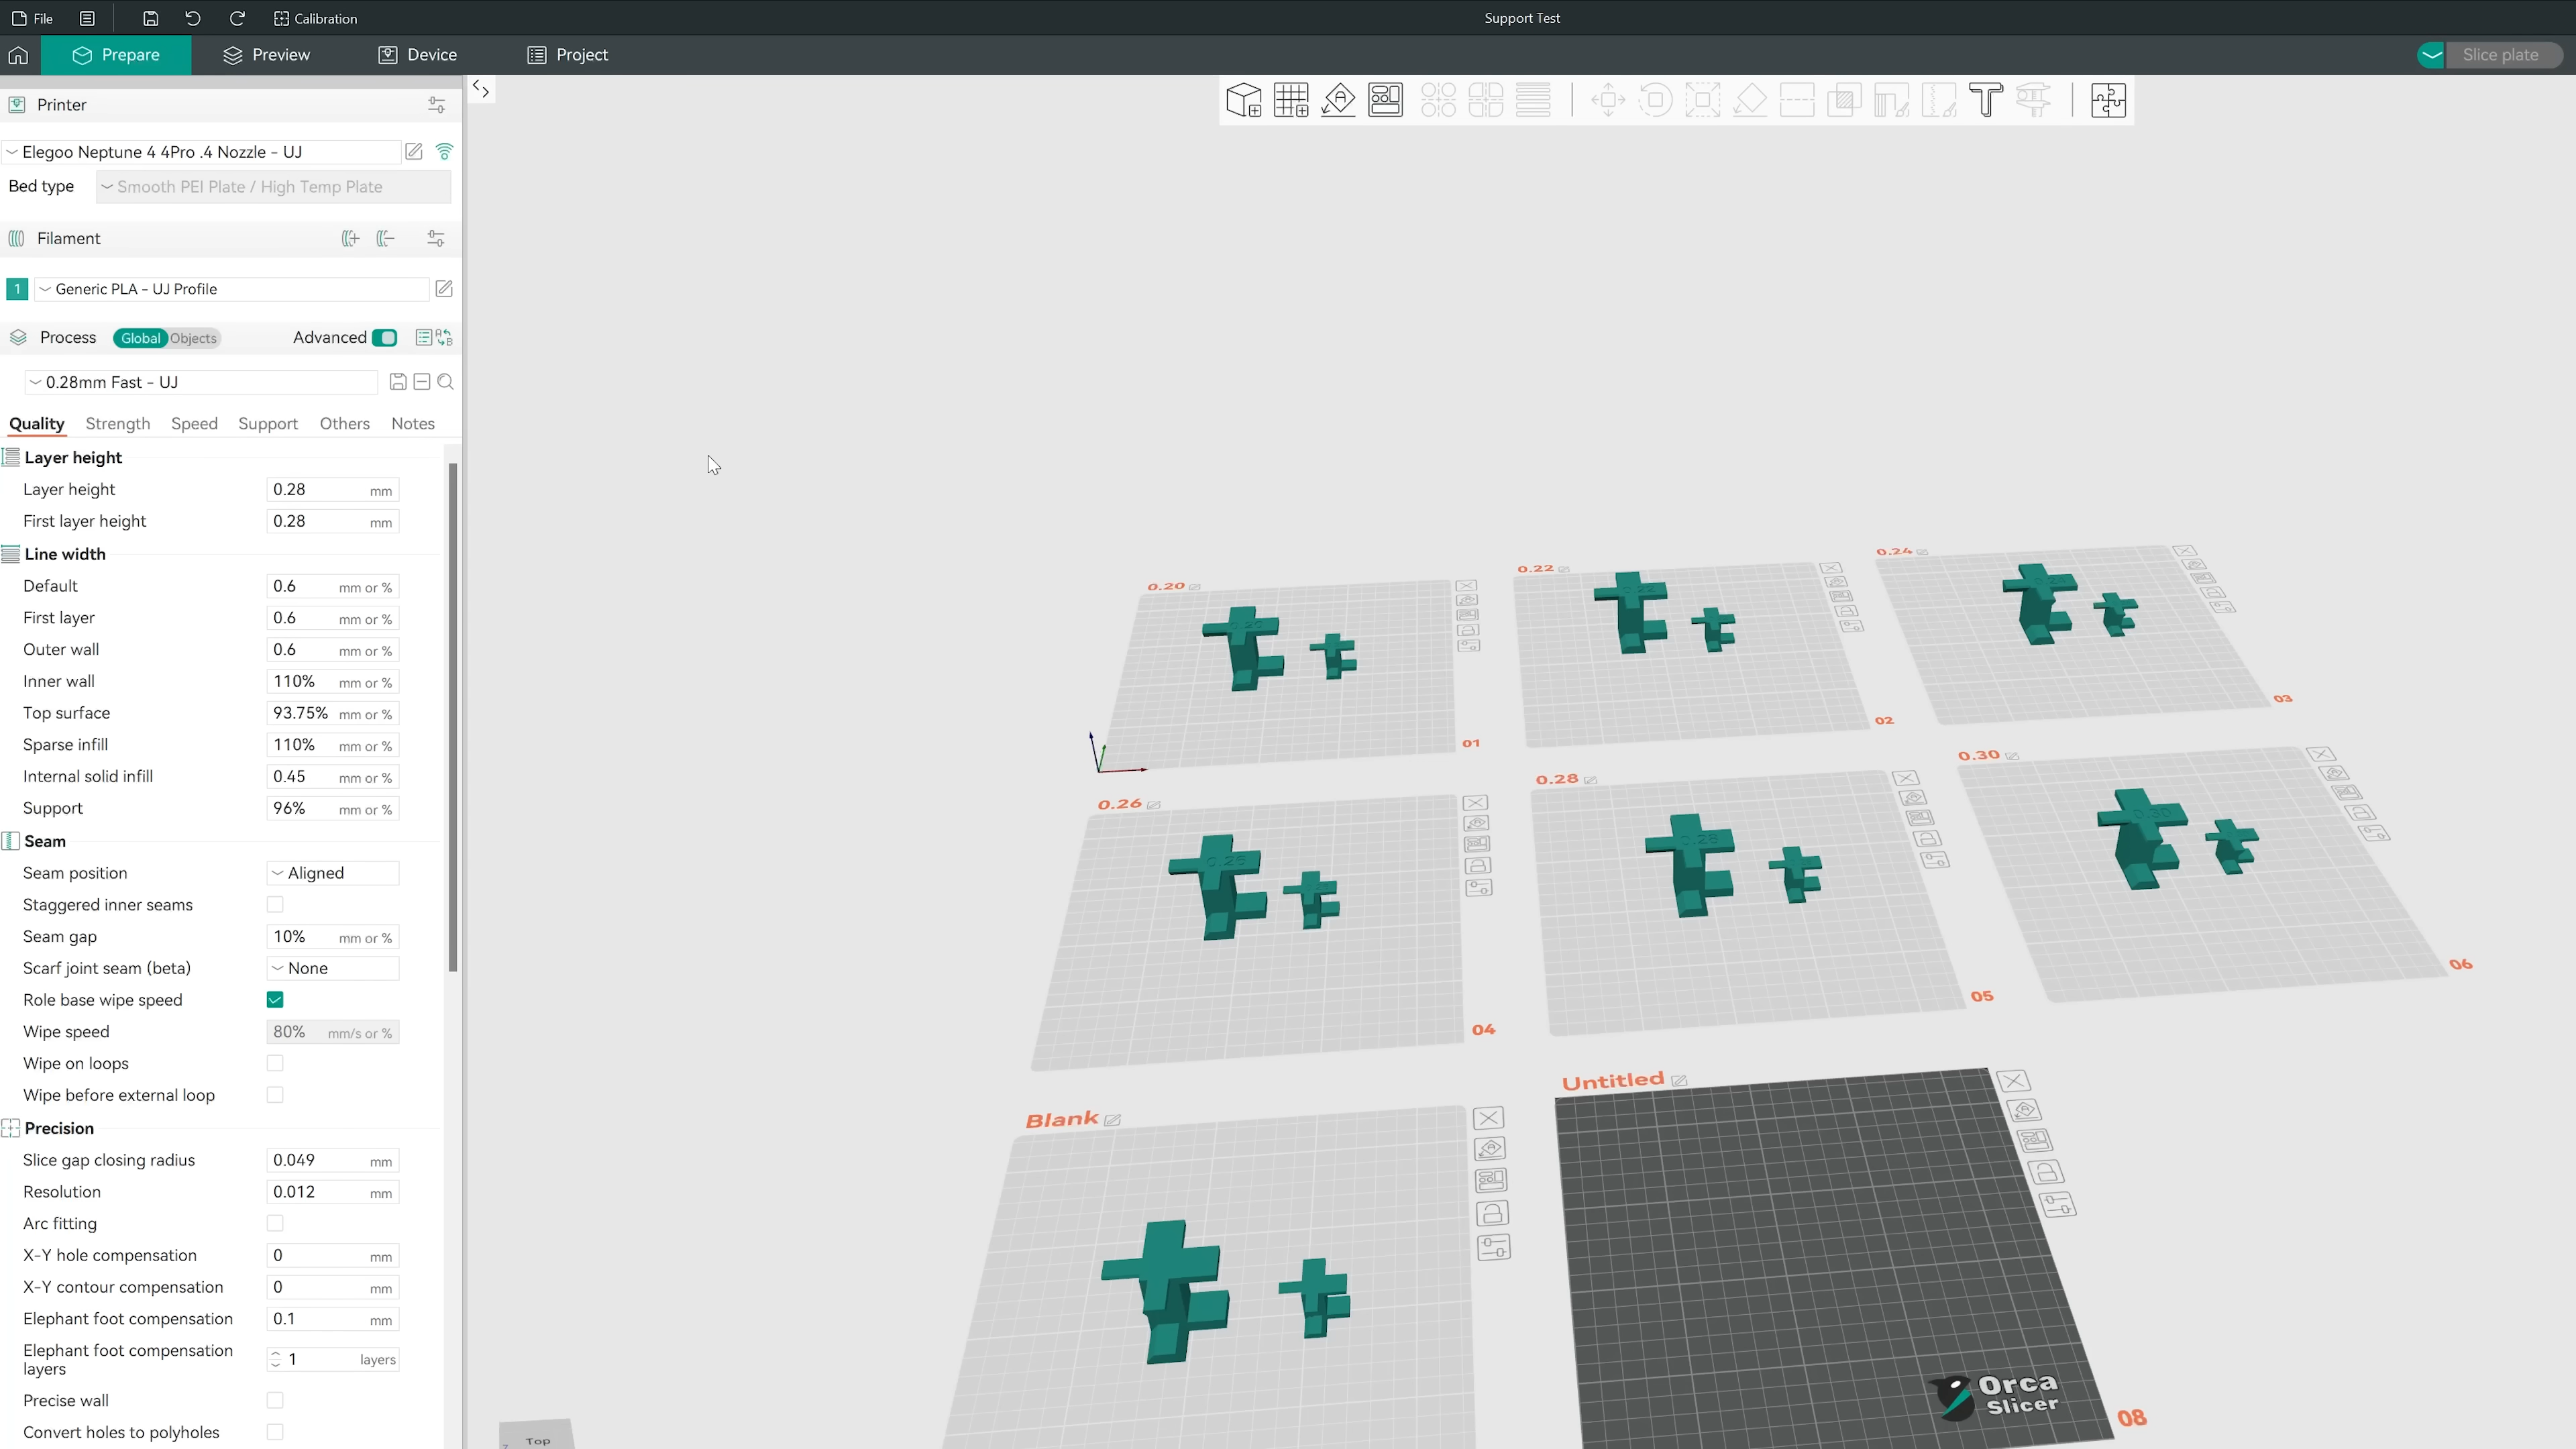 File
Calibration
Support Test
Prepare
Preview
Device
Project
Slice plate
Printer
Elegoo Neptune 4 4Pro .4 Nozzle - UJ
Bed type
Smooth PEI Plate / High Temp Plate
Filament
1
Generic PLA - UJ Profile
Process
Global
Objects
Advanced
0.28mm Fast - UJ
Quality
Strength
Speed
Support
Others
Notes
Layer height
Layer height 0.28 mm
First layer height 0.28 mm
Line width
Default 0.6 mm or %
First layer 0.6 mm or %
Outer wall 0.6 mm or %
Inner wall 110% mm or %
Top surface 93.75% mm or %
Sparse infill 110% mm or %
Internal solid infill 0.45 mm or %
Support 96% mm or %
Seam
Seam position Aligned
Staggered inner seams
Seam gap 10% mm or %
Scarf joint seam (beta) None
Role base wipe speed
Wipe speed 80% mm/s or %
Wipe on loops
Wipe before external loop
Precision
Slice gap closing radius 0.049 mm
Resolution 0.012 mm
Arc fitting
X-Y hole compensation 0 mm
X-Y contour compensation 0 mm
Elephant foot compensation 0.1 mm
Elephant foot compensation
layers 1 layers
Precise wall
Convert holes to polyholes
0.20
01
0.22
02
0.24
03
0.26
0.26
04
0.28
0.28
05
0.30
0.30
06
Blank
Untitled
Orca
Slicer
08
Top